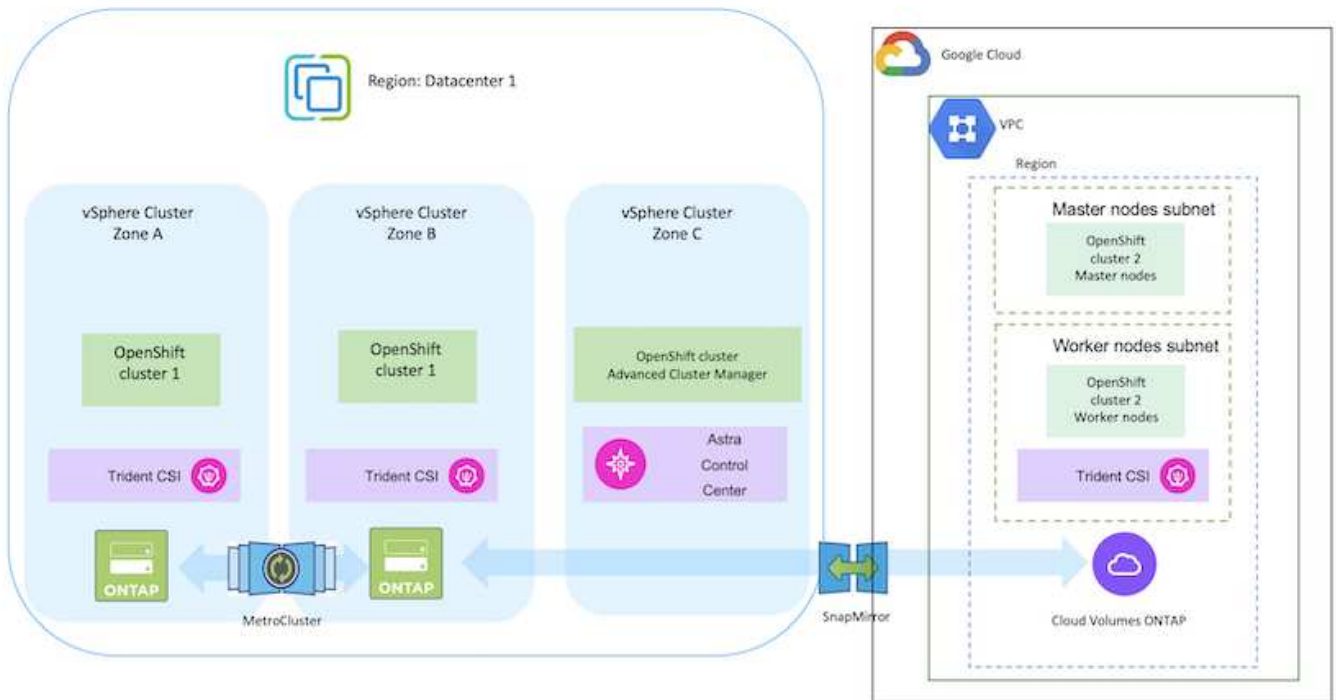 Region: Datacenter 1
vSphere Cluster
Zone A
OpenShift
cluster 1
Trident CSI
ONTAP
vSphere Cluster
Zone B
OpenShift
cluster 1
Trident CSI
ONTAP
MetroCluster
vSphere Cluster
Zone C
OpenShift cluster
Advanced Cluster Manager
Astra
Control
Center
SnapMirror
Google Cloud
VPC
Region
Master nodes subnet
OpenShift
cluster 2
Master nodes
Worker nodes subnet
OpenShift
cluster 2
Worker nodes
Trident CSI
Cloud Volumes ONTAP